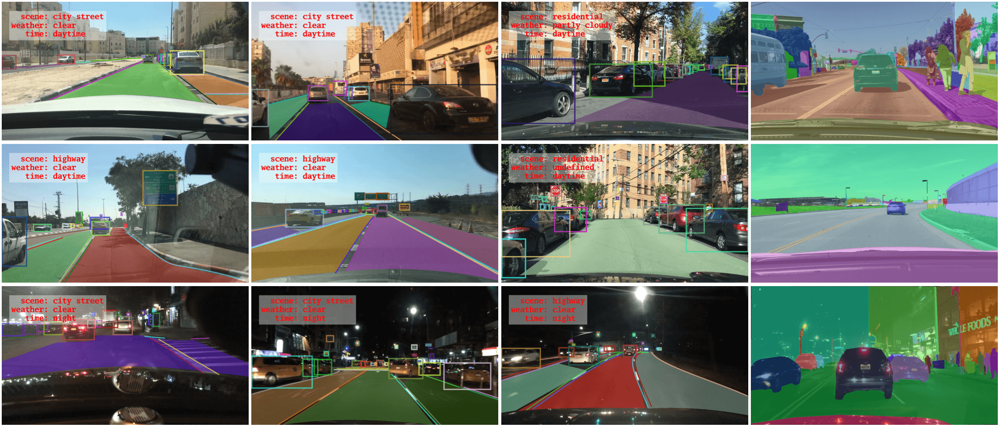 scene: city street
weather: clear
time: daytime
scene: city street
weather: clear
time: daytime
SHINE
scene: residential
weather: partly cloudy
time: daytime
scene: highway
weather: clear
time: daytime
scene: highway
weather: clear
time: daytime
scene: residential
weather: undefined
time: daytime
STOP
STOP
scene: city street
weather: clear
time: night
scene: city street
weather: clear
time: night
scene: highway
weather: clear
time: night
WHOLE FOODS